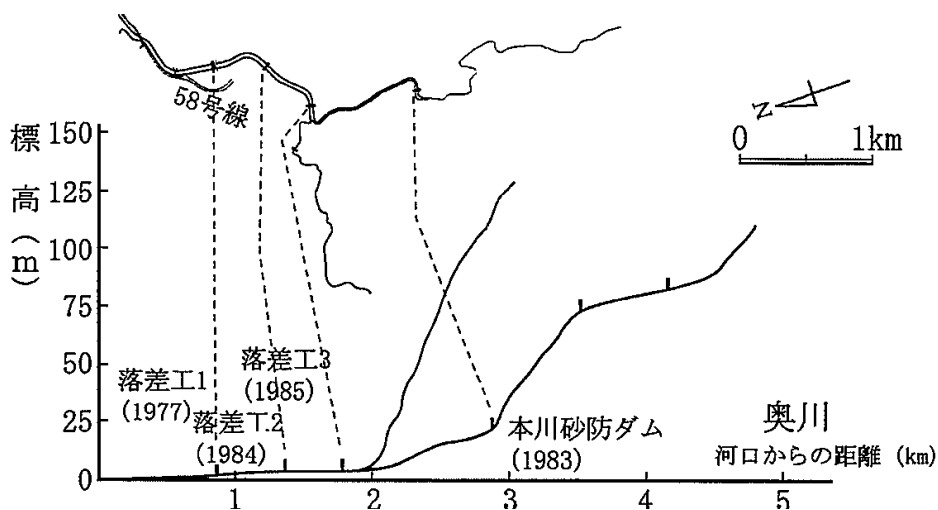 58号線
N
0 1km
標高(m)
150
125
100
75
50
25
0
落差工1
(1977)
落差工2
(1984)
落差工3
(1985)
本川砂防ダム
(1983)
奥川
河口からの距離 (km)
1 2 3 4 5